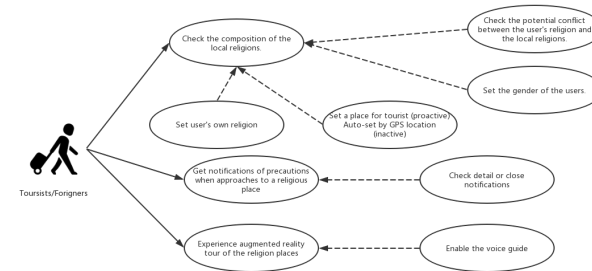 Check the potential conflict
between the user's religion and
the local religions.
Check the composition of the
local religions.
Set the gender of the users.
Set user's own religion
Set a place for tourist (proactive)
Auto-set by GPS location
(inactive)
Toursists/Forigners
Get notifications of precautions
when approaches to a religious
place
Check detail or close
notifications
Experience augmented reality
tour of the religion places
Enable the voice guide